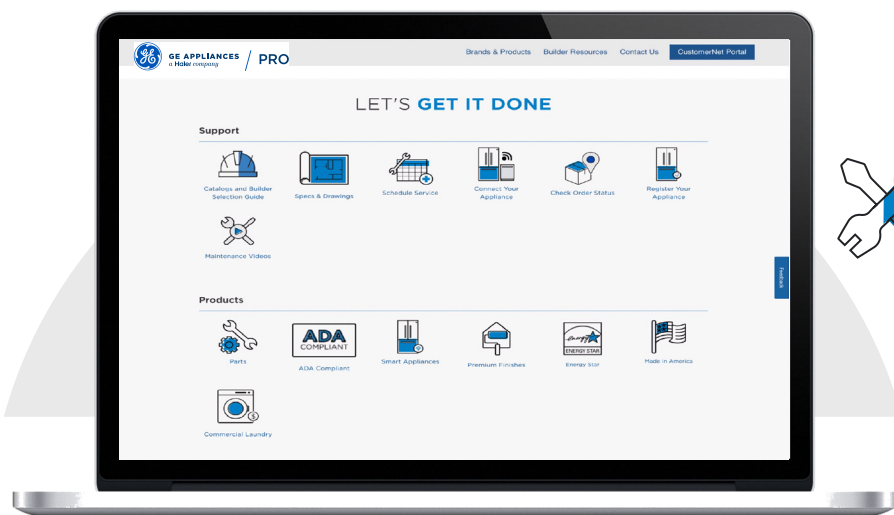 GE APPLIANCES
a Haier company
PRO
Brands & Products
Builder Resources
Contact Us
CustomerNet Portal
LET'S GET IT DONE
Support
Catalogs and Builder
Selection Guide
Specs & Drawings
Schedule Service
Connect Your
Appliance
Check Order Status
Register Your
Appliance
Maintenance Videos
Feedback
Products
Parts
ADA
COMPLIANT
ADA Compliant
Smart Appliances
Premium Finishes
energy
ENERGY STAR
Energy Star
Made in America
Commercial Laundry